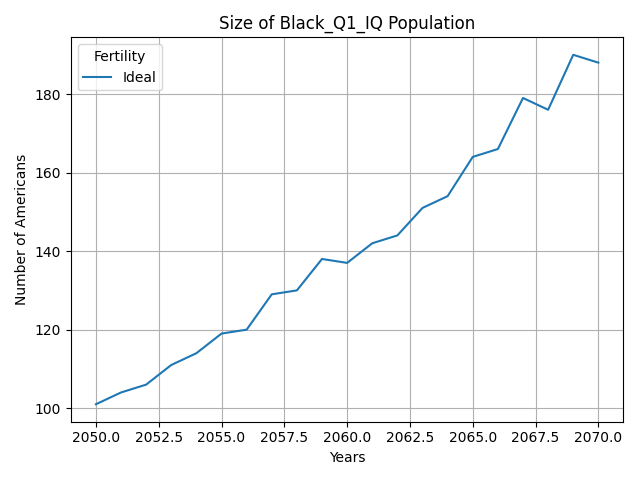 Size of Black_Q1_IQ Population
Fertility
Ideal
Number of Americans
180
160
140
120
100
2050.0 2052.5 2055.0 2057.5 2060.0 2062.5 2065.0 2067.5 2070.0
Years